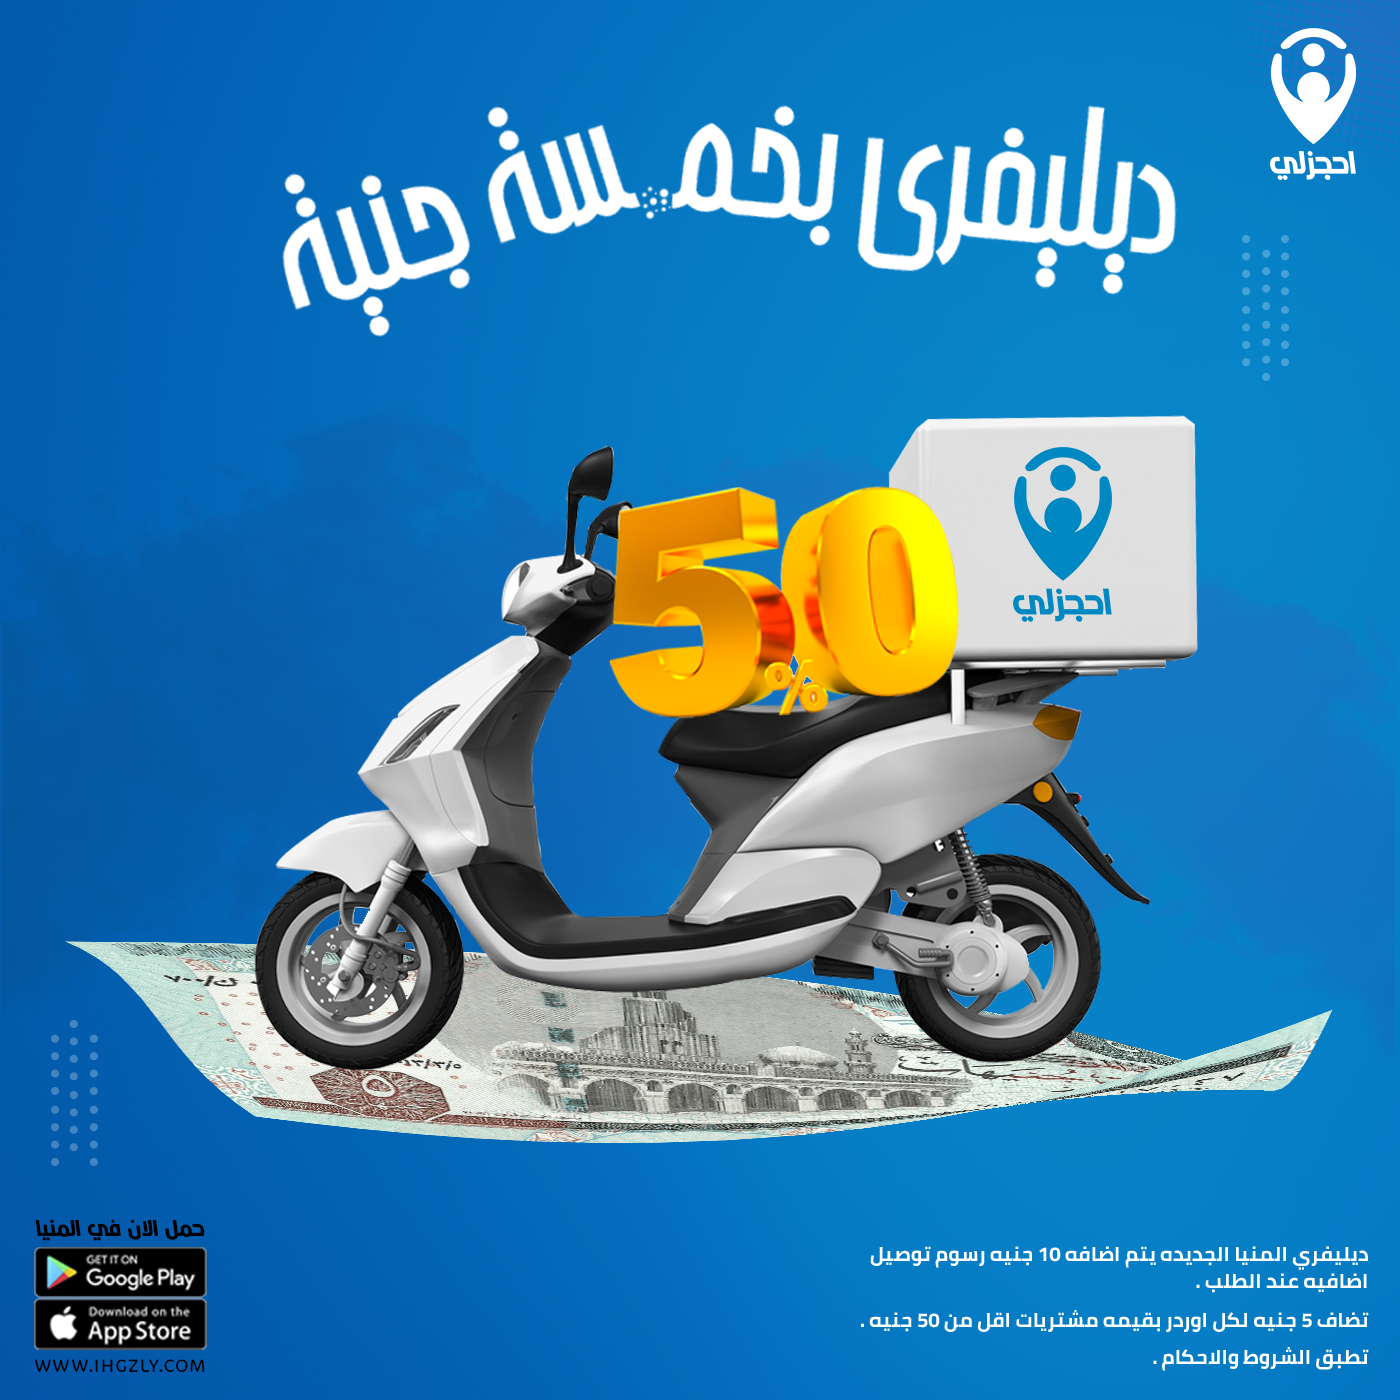 احجزلي
ديليفرى بخمسة جنية
احجزلي
50
%
٥
حمل الان في المنيا
GET IT ON
Google Play
Download on the
App Store
WWW.IHGZLY.COM
ديليفري المنيا الجديده يتم اضافه 10 جنيه رسوم توصيل
اضافيه عند الطلب .
تضاف 5 جنيه لكل اوردر بقيمه مشتريات اقل من 50 جنيه .
تطبق الشروط والاحكام .